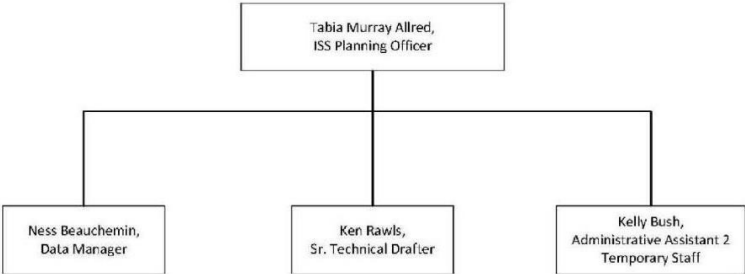 Tabia Murray Allred,
ISS Planning Officer
Ness Beauchemin,
Data Manager
Ken Rawls,
Sr. Technical Drafter
Kelly Bush,
Administrative Assistant 2
Temporary Staff